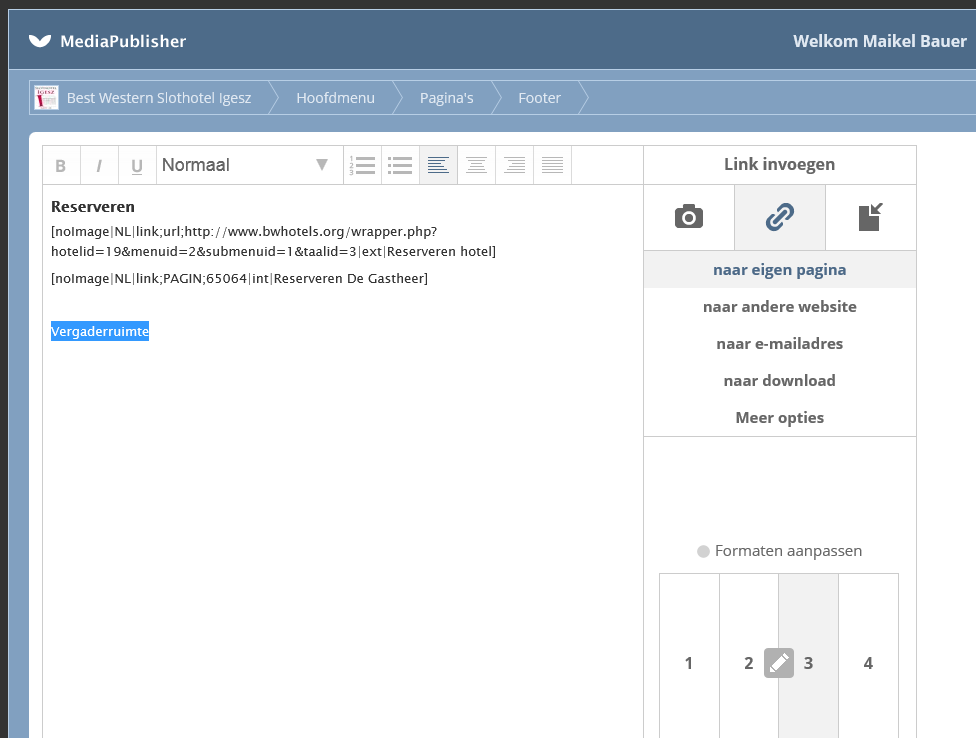 MediaPublisher
Welkom Maikel Bauer
Best Western Slothotel Igesz Hoofdmenu Pagina's Footer
B I U Normaal
Link invoegen
Reserveren
[noImage|NL|link;url;http://www.bwhotels.org/wrapper.php?
hotelid=19&menuid=2&submenuid=1&taalid=3|ext|Reserveren hotel]
[noImage|NL|link;PAGIN;65064|int|Reserveren De Gastheer]
Vergaderruimte
naar eigen pagina
naar andere website
naar e-mailadres
naar download
Meer opties
Formaten aanpassen
1 2 3 4